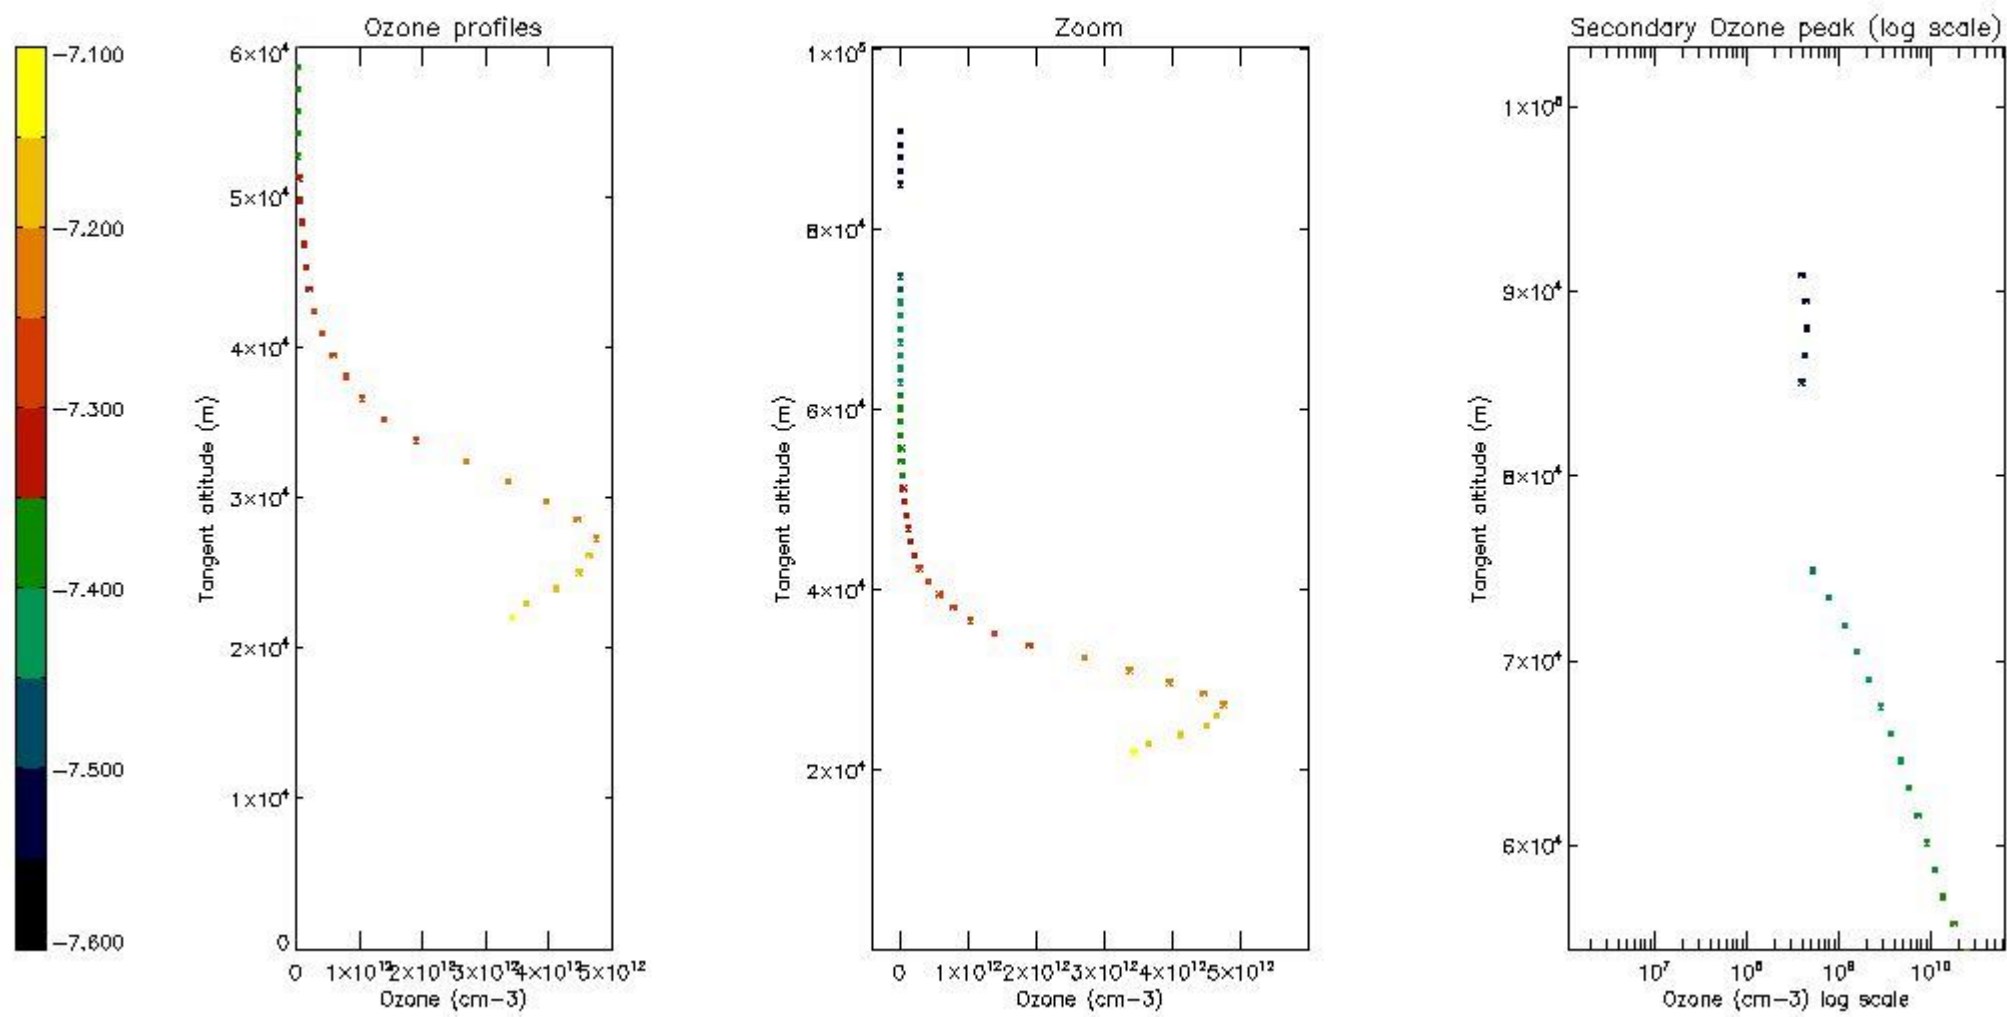 Ozone profiles
Zoom
Secondary Ozone peak (log scale)
-7.100
-7.200
-7.300
-7.400
-7.500
-7.600
6×10⁴
5×10⁴
4×10⁴
3×10⁴
2×10⁴
1×10⁴
0
Tangent altitude (m)
0 1×10¹² 2×10¹² 3×10¹² 4×10¹² 5×10¹²
Ozone (cm-3)
1×10⁵
8×10⁴
6×10⁴
4×10⁴
2×10⁴
Tangent altitude (m)
0 1×10¹² 2×10¹² 3×10¹² 4×10¹² 5×10¹²
Ozone (cm-3)
1×10⁵
9×10⁴
8×10⁴
7×10⁴
6×10⁴
Tangent altitude (m)
10⁷ 10⁸ 10⁹ 10¹⁰
Ozone (cm-3) log scale